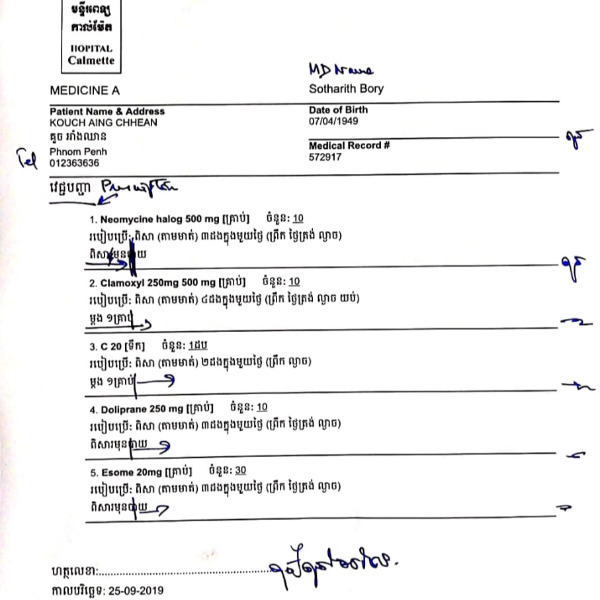 មន្ទីរពេទ្យ
កាល់ម៉ែត
HOPITAL
Calmette
MD Name
MEDICINE A
Sotharith Bory
Patient Name & Address
Date of Birth
KOUCH AING CHHEAN
07/04/1949
គួច អាំងឈាន
Medical Record #
Phnom Penh
572917
Tel
012363636
វេជ្ជបញ្ជា
1. Neomycine halog 500 mg [គ្រាប់] ចំនួន: 10
របៀបប្រើ: ពិសា (តាមមាត់) ៣ដងក្នុងមួយថ្ងៃ (ព្រឹក ថ្ងៃត្រង់ ល្ងាច)
2. Clamoxyl 250mg 500 mg [គ្រាប់] ចំនួន: 10
របៀបប្រើ: ពិសា (តាមមាត់) ៤ដងក្នុងមួយថ្ងៃ (ព្រឹក ថ្ងៃត្រង់ ល្ងាច យប់)
ម្ដង ១គ្រាប់
3. C 20 [ទឹក] ចំនួន: 1ដប
របៀបប្រើ: ពិសា (តាមមាត់) ២ដងក្នុងមួយថ្ងៃ (ព្រឹក ល្ងាច)
ម្ដង ១គ្រាប់
4. Doliprane 250 mg [គ្រាប់] ចំនួន: 10
របៀបប្រើ: ពិសា (តាមមាត់) ៣ដងក្នុងមួយថ្ងៃ (ព្រឹក ថ្ងៃត្រង់ ល្ងាច)
ពិសារមុនបាយ
5. Esome 20mg [គ្រាប់] ចំនួន: 30
របៀបប្រើ: ពិសា (តាមមាត់) ៣ដងក្នុងមួយថ្ងៃ (ព្រឹក ថ្ងៃត្រង់ ល្ងាច)
ពិសារមុនបាយ
ហត្ថលេខា:
កាលបរិច្ឆេទ: 25-09-2019